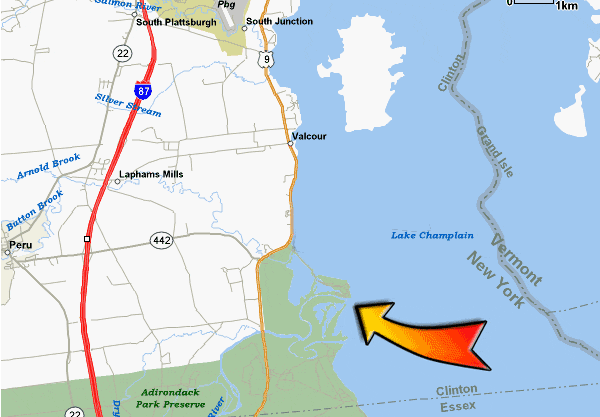 Salmon River
Pbg
South Plattsburgh
South Junction
0
1km
22
9
87
Clinton
Silver Stream
Valcour
Grand Isle
Arnold Brook
Laphams Mills
Button Brook
Peru
442
Lake Champlain
Vermont
New York
Adirondack
Park Preserve
River
Dry
22
Clinton
Essex